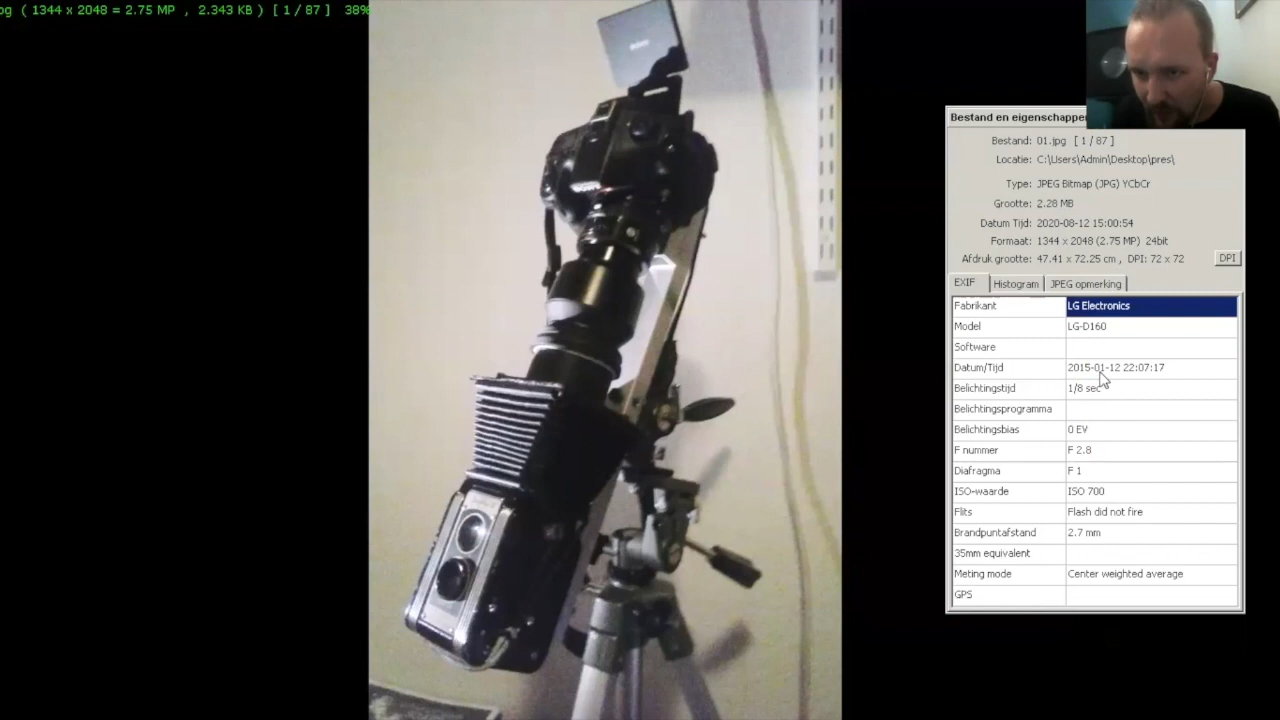 og ( 1344 x 2048 = 2.75 MP , 2.343 KB ) [ 1 / 87 ] 38%
Bestand en eigenschappen
Bestand: 01.jpg [ 1 / 87 ]
Locatie: C:\Users\Admin\Desktop\pres\
Type: JPEG Bitmap (JPG) YCbCr
Grootte: 2.28 MB
Datum Tijd: 2020-08-12 15:00:54
Formaat: 1344 x 2048 (2.75 MP) 24bit
Afdruk grootte: 47.41 x 72.25 cm , DPI: 72 x 72
DPI
EXIF Histogram JPEG opmerking
Fabrikant LG Electronics
Model LG-D160
Software
Datum/Tijd 2015-01-12 22:07:17
Belichtingstijd 1/8 sec
Belichtingsprogramma
Belichtingsbias 0 EV
F nummer F 2.8
Diafragma F 1
ISO-waarde ISO 700
Flits Flash did not fire
Brandpuntafstand 2.7 mm
35mm equivalent
Meting mode Center weighted average
GPS